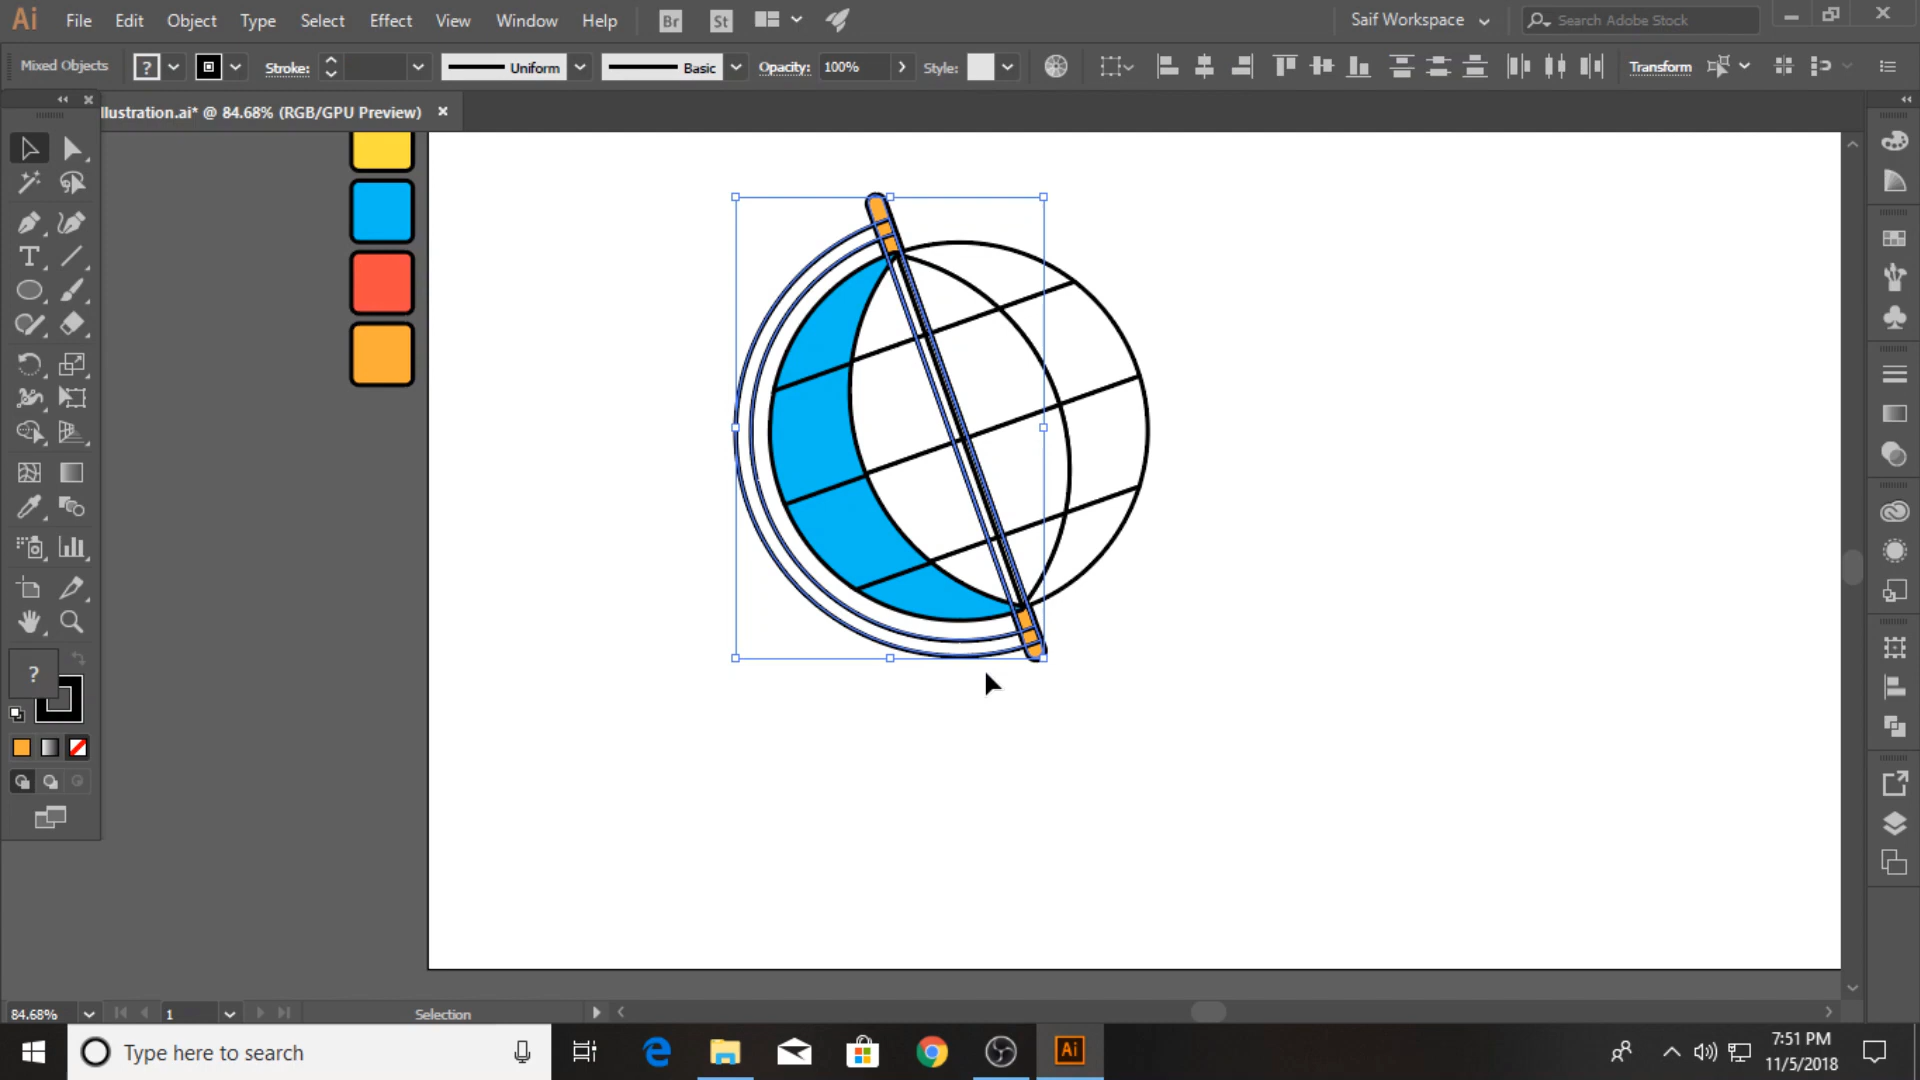 Ai File Edit Object Type Select Effect View Window Help Br St Saif Workspace Search Adobe Stock
Mixed Objects ? Stroke: Uniform Basic Opacity: 100% Style: Transform
llustration.ai* @ 84.68% (RGB/GPU Preview)
T
?
84.68% 1 Selection
Type here to search
Ai
7:51 PM
11/5/2018